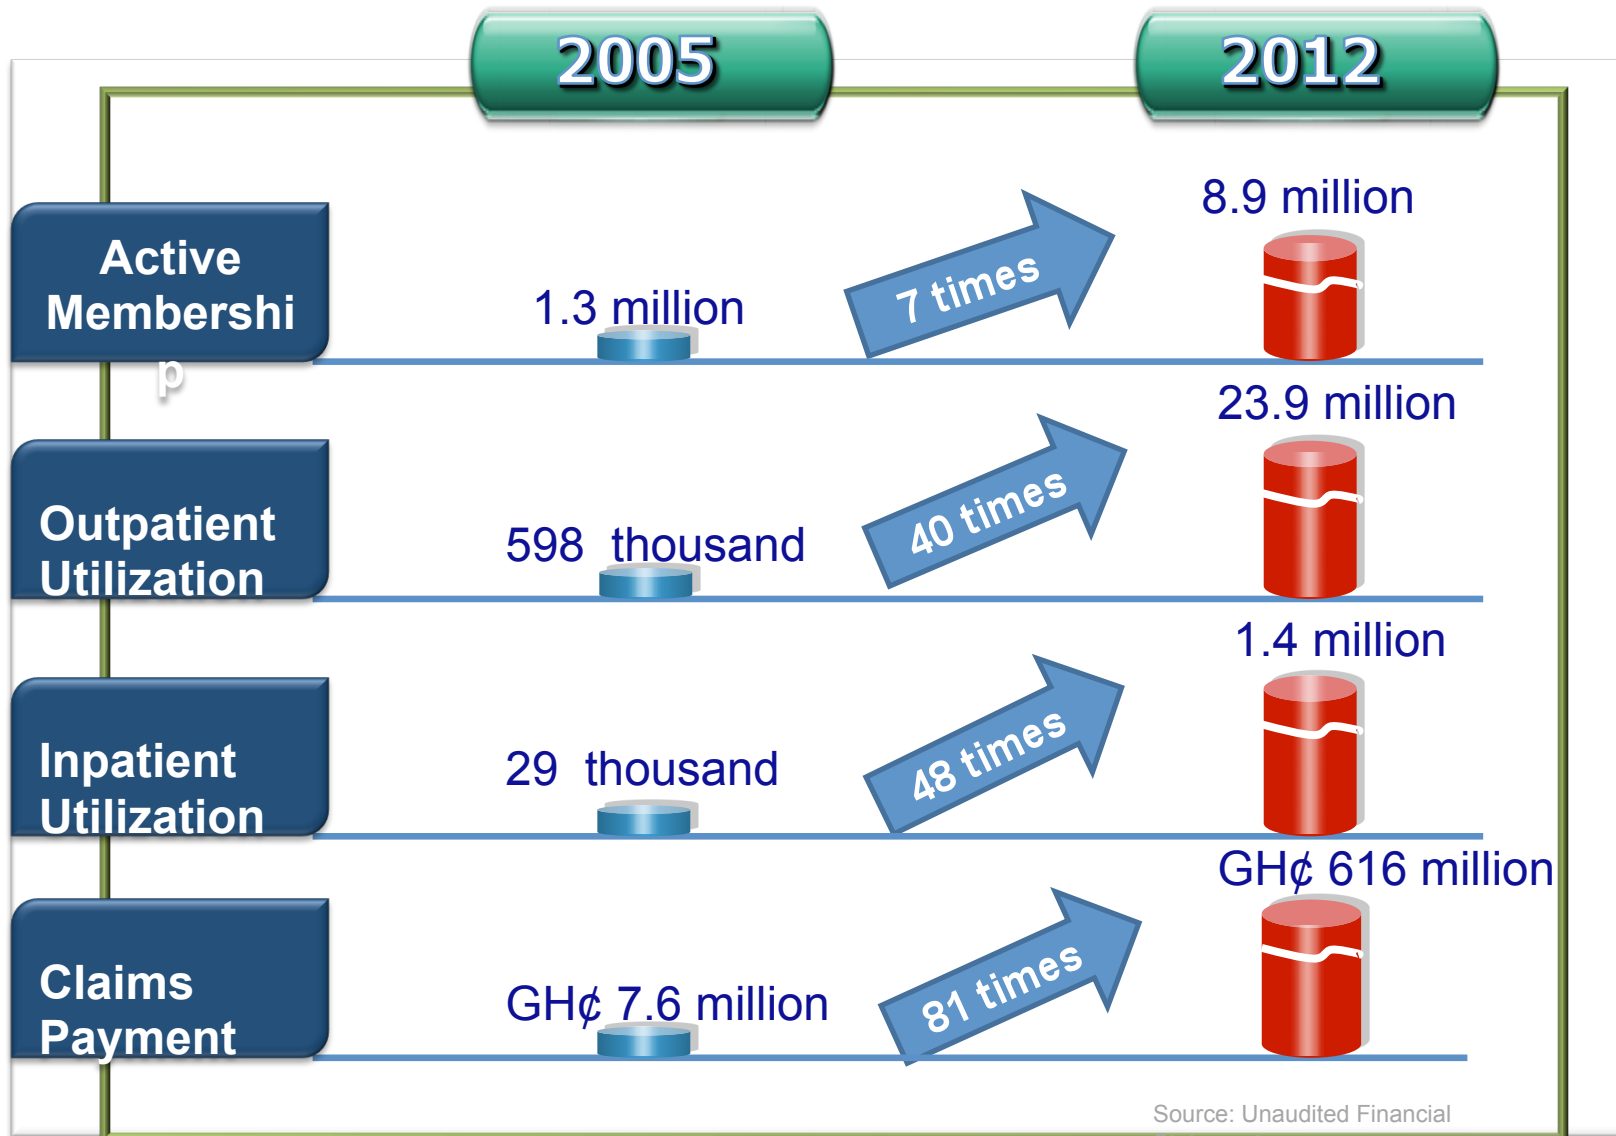 2005
2012
Active
Membershi
p
1.3 million
7 times
8.9 million
Outpatient
Utilization
598 thousand
40 times
23.9 million
Inpatient
Utilization
29 thousand
48 times
1.4 million
Claims
Payment
GH₵ 7.6 million
81 times
GH₵ 616 million
Source: Unaudited Financial